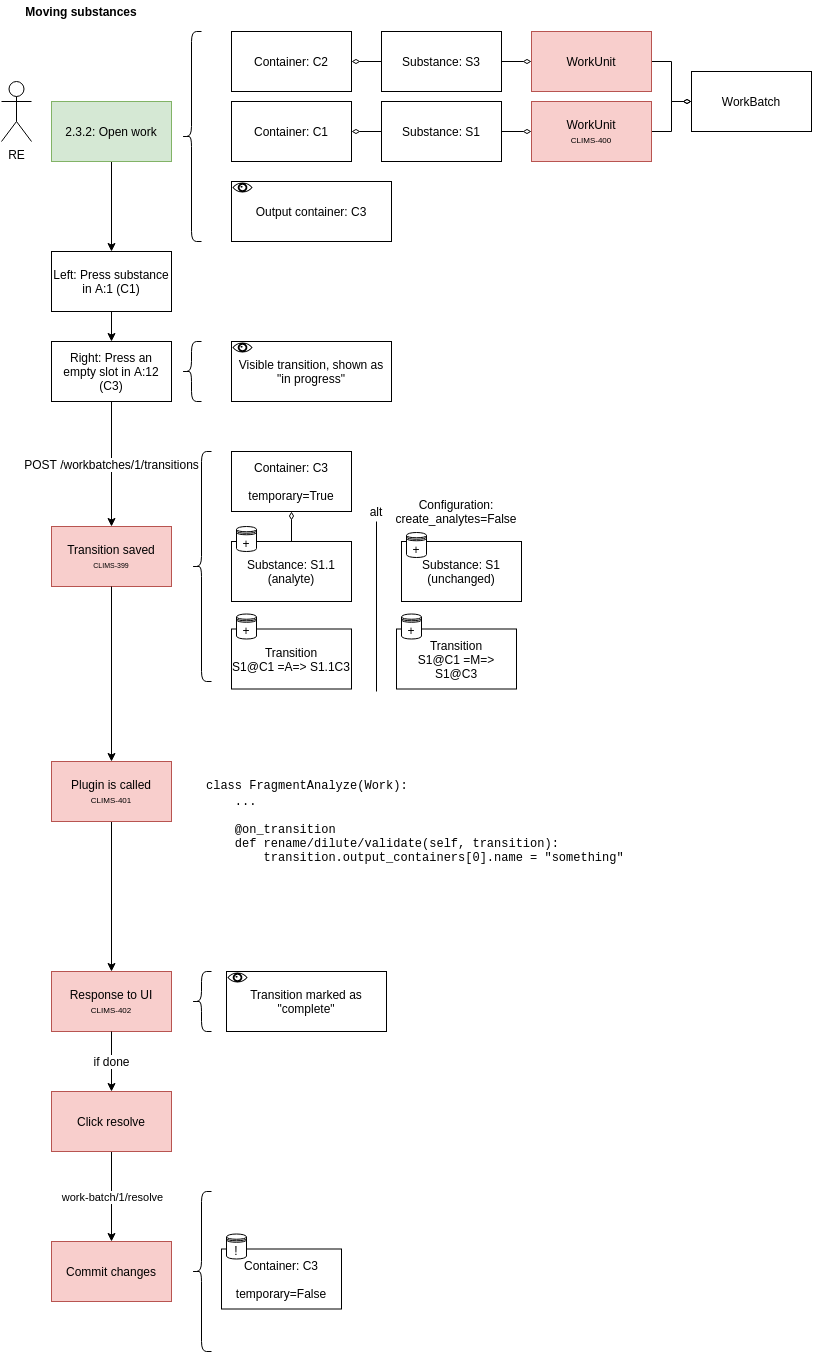 Moving substances
Container: C2
Substance: S3
WorkUnit
WorkBatch
RE
2.3.2: Open work
Container: C1
Substance: S1
WorkUnit
CLIMS-400
Output container: C3
Left: Press substance
in A:1 (C1)
Right: Press an
empty slot in A:12
(C3)
Visible transition, shown as
"in progress"
POST /workbatches/1/transitions
Container: C3
temporary=True
alt
Configuration:
create_analytes=False
Transition saved
CLIMS-399
+
Substance: S1.1
(analyte)
+
Substance: S1
(unchanged)
+
Transition
S1@C1 =A=> S1.1C3
+
Transition
S1@C1 =M=>
S1@C3
Plugin is called
CLIMS-401
class FragmentAnalyze(Work):
...
@on_transition
def rename/dilute/validate(self, transition):
transition.output_containers[0].name = "something"
Response to UI
CLIMS-402
Transition marked as
"complete"
if done
Click resolve
work-batch/1/resolve
Commit changes
!
Container: C3
temporary=False